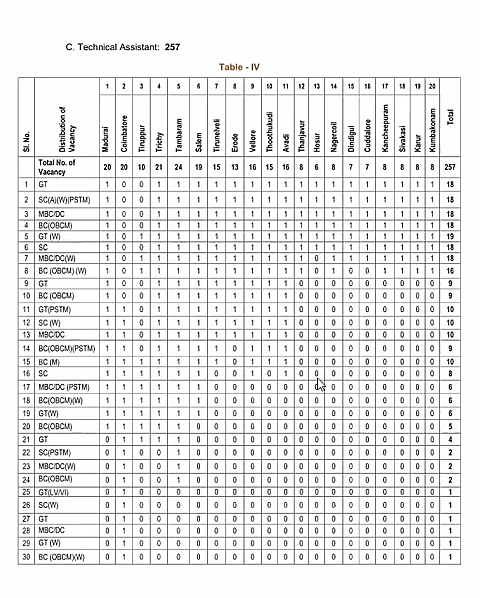 C. Technical Assistant: 257
Table - IV
Sl. No. Distribution of Vacancy 1 2 3 4 5 6 7 8 9 10 11 12 13 14 15 16 17 18 19 20 Total
Madurai Coimbatore Tiruppur Trichy Tambaram Salem Tirunelveli Erode Vellore Thoothukudi Avadi Thanjavur Hosur Nagercoil Dindigul Cuddalore Kancheepuram Sivakasi Karur Kumbakonam
Total No. of Vacancy 20 20 10 21 24 19 15 13 16 15 16 8 6 8 7 7 8 8 8 8 257
1 GT 1 0 0 1 1 1 1 1 1 1 1 1 1 1 1 1 1 1 1 1 18
2 SC(A)(W)(PSTM) 1 0 0 1 1 1 1 1 1 1 1 1 1 1 1 1 1 1 1 1 18
3 MBC/DC 1 0 0 1 1 1 1 1 1 1 1 1 1 1 1 1 1 1 1 1 18
4 BC(OBCM) 1 0 0 1 1 1 1 1 1 1 1 1 1 1 1 1 1 1 1 1 18
5 GT (W) 1 0 1 1 1 1 1 1 1 1 1 1 1 1 1 1 1 1 1 1 19
6 SC 1 0 0 1 1 1 1 1 1 1 1 1 1 1 1 1 1 1 1 1 18
7 MBC/DC(W) 1 0 1 1 1 1 1 1 1 1 1 1 0 1 1 1 1 1 1 1 18
8 BC (OBCM) (W) 1 0 1 1 1 1 1 1 1 1 1 1 0 1 0 0 1 1 1 1 16
9 GT 1 0 0 1 1 1 1 1 1 1 1 0 0 0 0 0 0 0 0 0 9
10 BC (OBCM) 1 0 0 1 1 1 1 1 1 1 1 0 0 0 0 0 0 0 0 0 9
11 GT(PSTM) 1 1 0 1 1 1 1 1 1 1 1 0 0 0 0 0 0 0 0 0 10
12 SC (W) 1 1 0 1 1 1 1 1 1 1 1 0 0 0 0 0 0 0 0 0 10
13 MBC/DC 1 1 0 1 1 1 1 1 1 1 1 0 0 0 0 0 0 0 0 0 10
14 BC(OBCM)(PSTM) 1 1 0 1 1 1 1 0 1 1 1 0 0 0 0 0 0 0 0 0 9
15 BC (M) 1 1 1 1 1 1 1 0 1 1 1 0 0 0 0 0 0 0 0 0 10
16 SC 1 1 1 1 1 1 0 0 1 0 1 0 0 0 0 0 0 0 0 0 8
17 MBC/DC (PSTM) 1 1 1 1 1 1 0 0 0 0 0 0 0 0 0 0 0 0 0 0 6
18 BC(OBCM)(W) 1 1 1 1 1 1 0 0 0 0 0 0 0 0 0 0 0 0 0 0 6
19 GT(W) 1 1 1 1 1 1 0 0 0 0 0 0 0 0 0 0 0 0 0 0 6
20 BC(OBCM) 1 1 1 1 1 0 0 0 0 0 0 0 0 0 0 0 0 0 0 0 5
21 GT 0 1 1 1 1 0 0 0 0 0 0 0 0 0 0 0 0 0 0 0 4
22 SC(PSTM) 0 1 0 0 1 0 0 0 0 0 0 0 0 0 0 0 0 0 0 0 2
23 MBC/DC(W) 0 1 0 0 1 0 0 0 0 0 0 0 0 0 0 0 0 0 0 0 2
24 BC(OBCM) 0 1 0 0 1 0 0 0 0 0 0 0 0 0 0 0 0 0 0 0 2
25 GT(LV/VI) 0 1 0 0 0 0 0 0 0 0 0 0 0 0 0 0 0 0 0 0 1
26 SC(W) 0 1 0 0 0 0 0 0 0 0 0 0 0 0 0 0 0 0 0 0 1
27 GT 0 1 0 0 0 0 0 0 0 0 0 0 0 0 0 0 0 0 0 0 1
28 MBC/DC 0 1 0 0 0 0 0 0 0 0 0 0 0 0 0 0 0 0 0 0 1
29 GT (W) 0 1 0 0 0 0 0 0 0 0 0 0 0 0 0 0 0 0 0 0 1
30 BC (OBCM)(W) 0 1 0 0 0 0 0 0 0 0 0 0 0 0 0 0 0 0 0 0 1